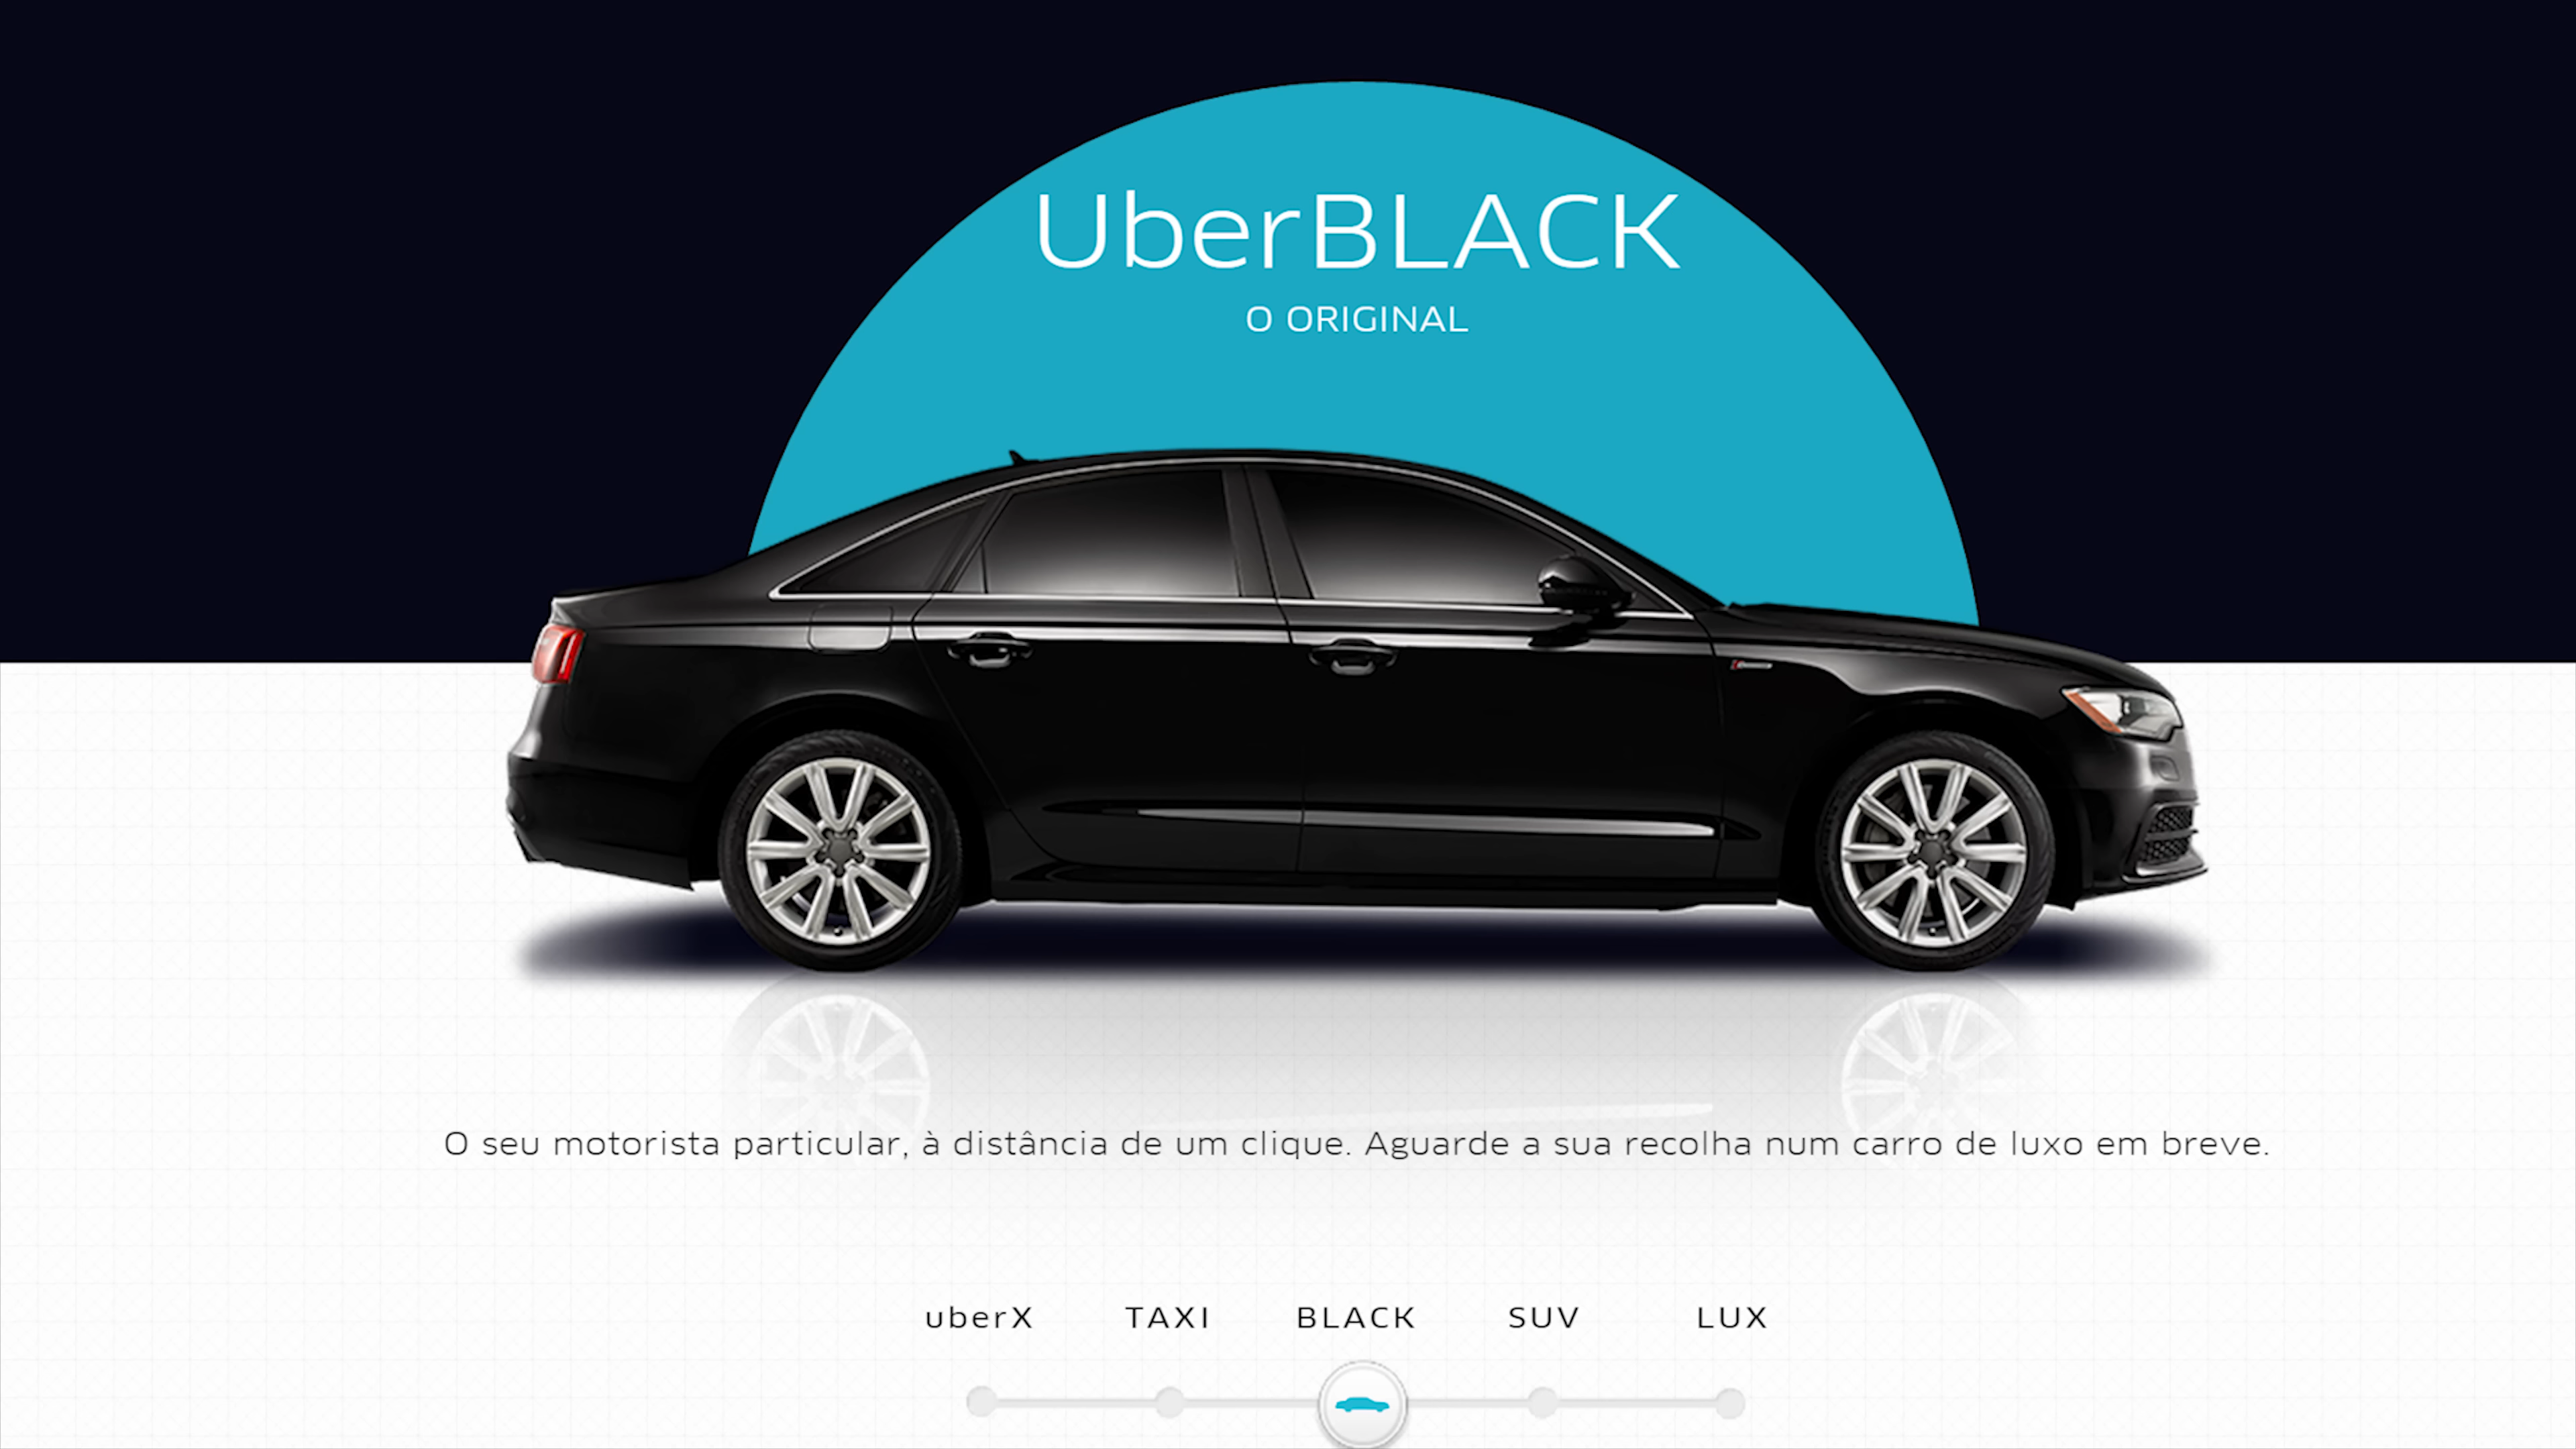 UberBLACK
O ORIGINAL
O seu motorista particular, à distância de um clique. Aguarde a sua recolha num carro de luxo em breve.
uberX TAXI BLACK SUV LUX